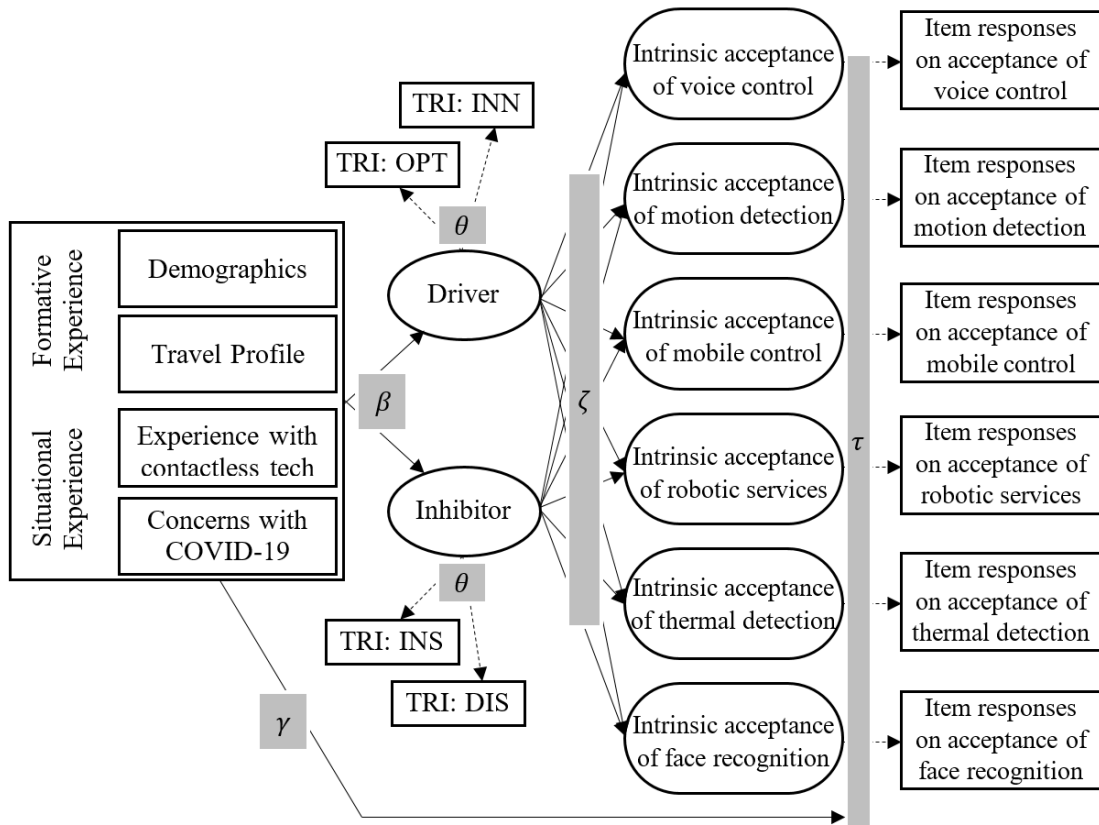 Formative
Experience
Situational
Experience
Demographics
Travel Profile
Experience with
contactless tech
Concerns with
COVID-19
β
γ
TRI: INN
TRI: OPT
θ
Driver
Inhibitor
θ
TRI: INS
TRI: DIS
ζ
Intrinsic acceptance
of voice control
Intrinsic acceptance
of motion detection
Intrinsic acceptance
of mobile control
Intrinsic acceptance
of robotic services
Intrinsic acceptance
of thermal detection
Intrinsic acceptance
of face recognition
τ
Item responses
on acceptance of
voice control
Item responses
on acceptance of
motion detection
Item responses
on acceptance of
mobile control
Item responses
on acceptance of
robotic services
Item responses
on acceptance of
thermal detection
Item responses
on acceptance of
face recognition